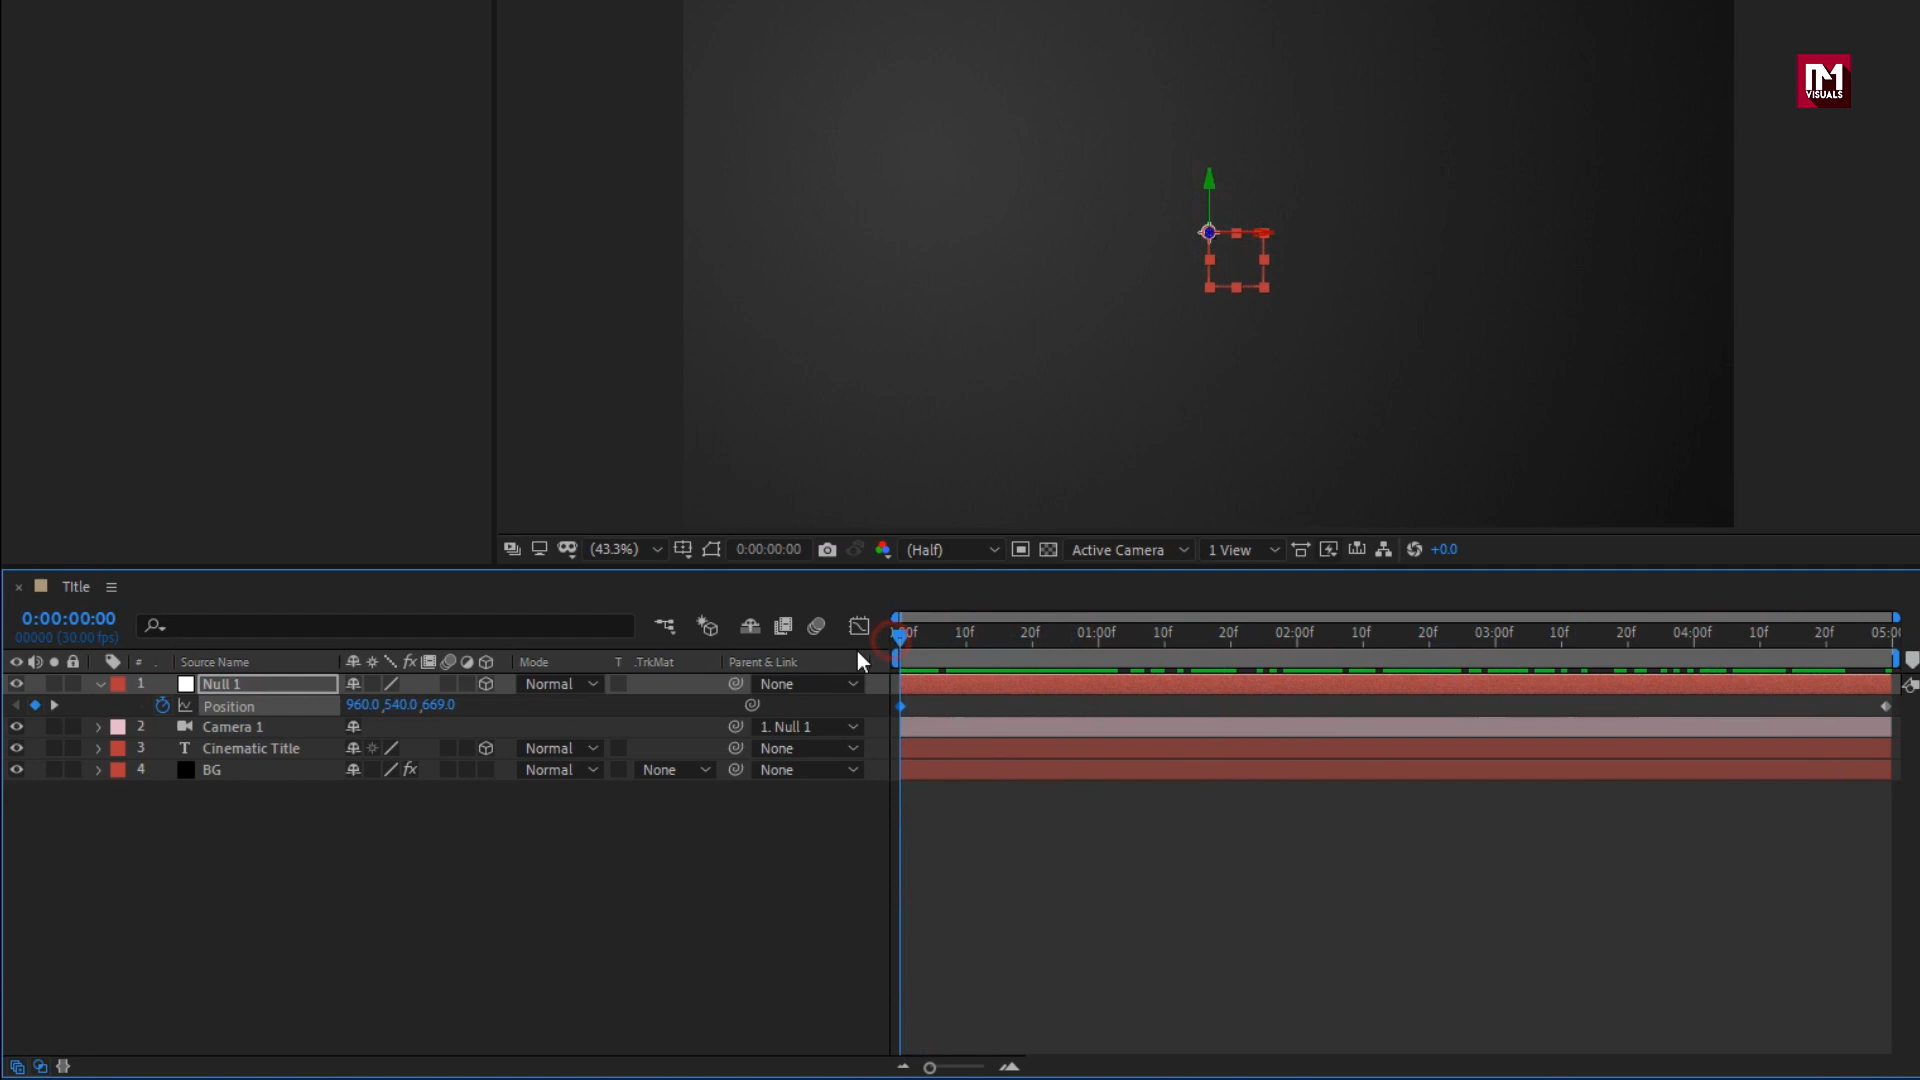 M
VISUALS
(43.3%) 0:00:00:00 (Half) Active Camera 1 View +0.0
TItle
0:00:00:00
00000 (30.00 fps)
10f 20f 01:00f 10f 20f 02:00f 10f 20f 03:00f 10f 20f 04:00f 10f 20f 05:00
# Source Name fx Mode T .TrkMat Parent & Link
1 Null 1 Normal None
Position 960.0,540.0,669.0
2 Camera 1 1. Null 1
3 T Cinematic Title Normal None
4 BG fx Normal None None